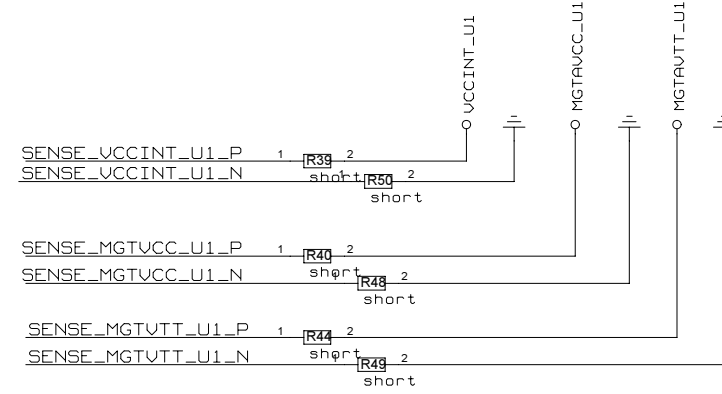 VCCINT_U1
MGTAVCC_U1
MGTAVTT_U1
SENSE_VCCINT_U1_P 1 R39 2
short
SENSE_VCCINT_U1_N 1 R50 2
short
SENSE_MGTVCC_U1_P 1 R40 2
short
SENSE_MGTVCC_U1_N 1 R48 2
short
SENSE_MGTVTT_U1_P 1 R44 2
short
SENSE_MGTVTT_U1_N 1 R49 2
short